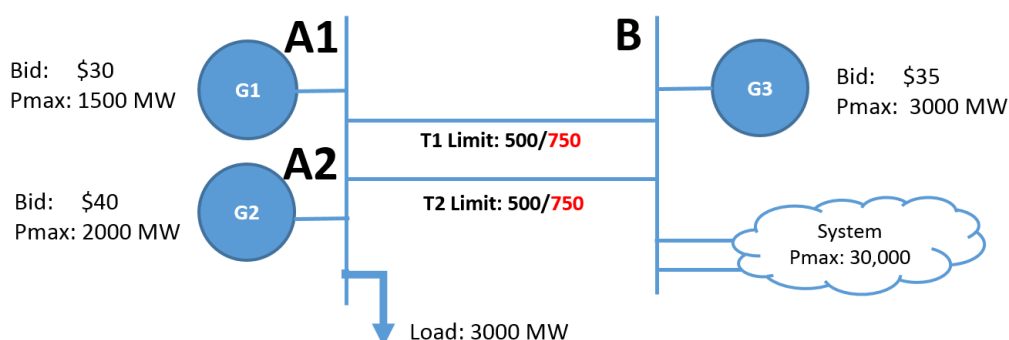 A1
B
Bid: $30
Pmax: 1500 MW
G1
G3
Bid: $35
Pmax: 3000 MW
T1 Limit: 500/750
A2
Bid: $40
Pmax: 2000 MW
G2
T2 Limit: 500/750
System
Pmax: 30,000
Load: 3000 MW